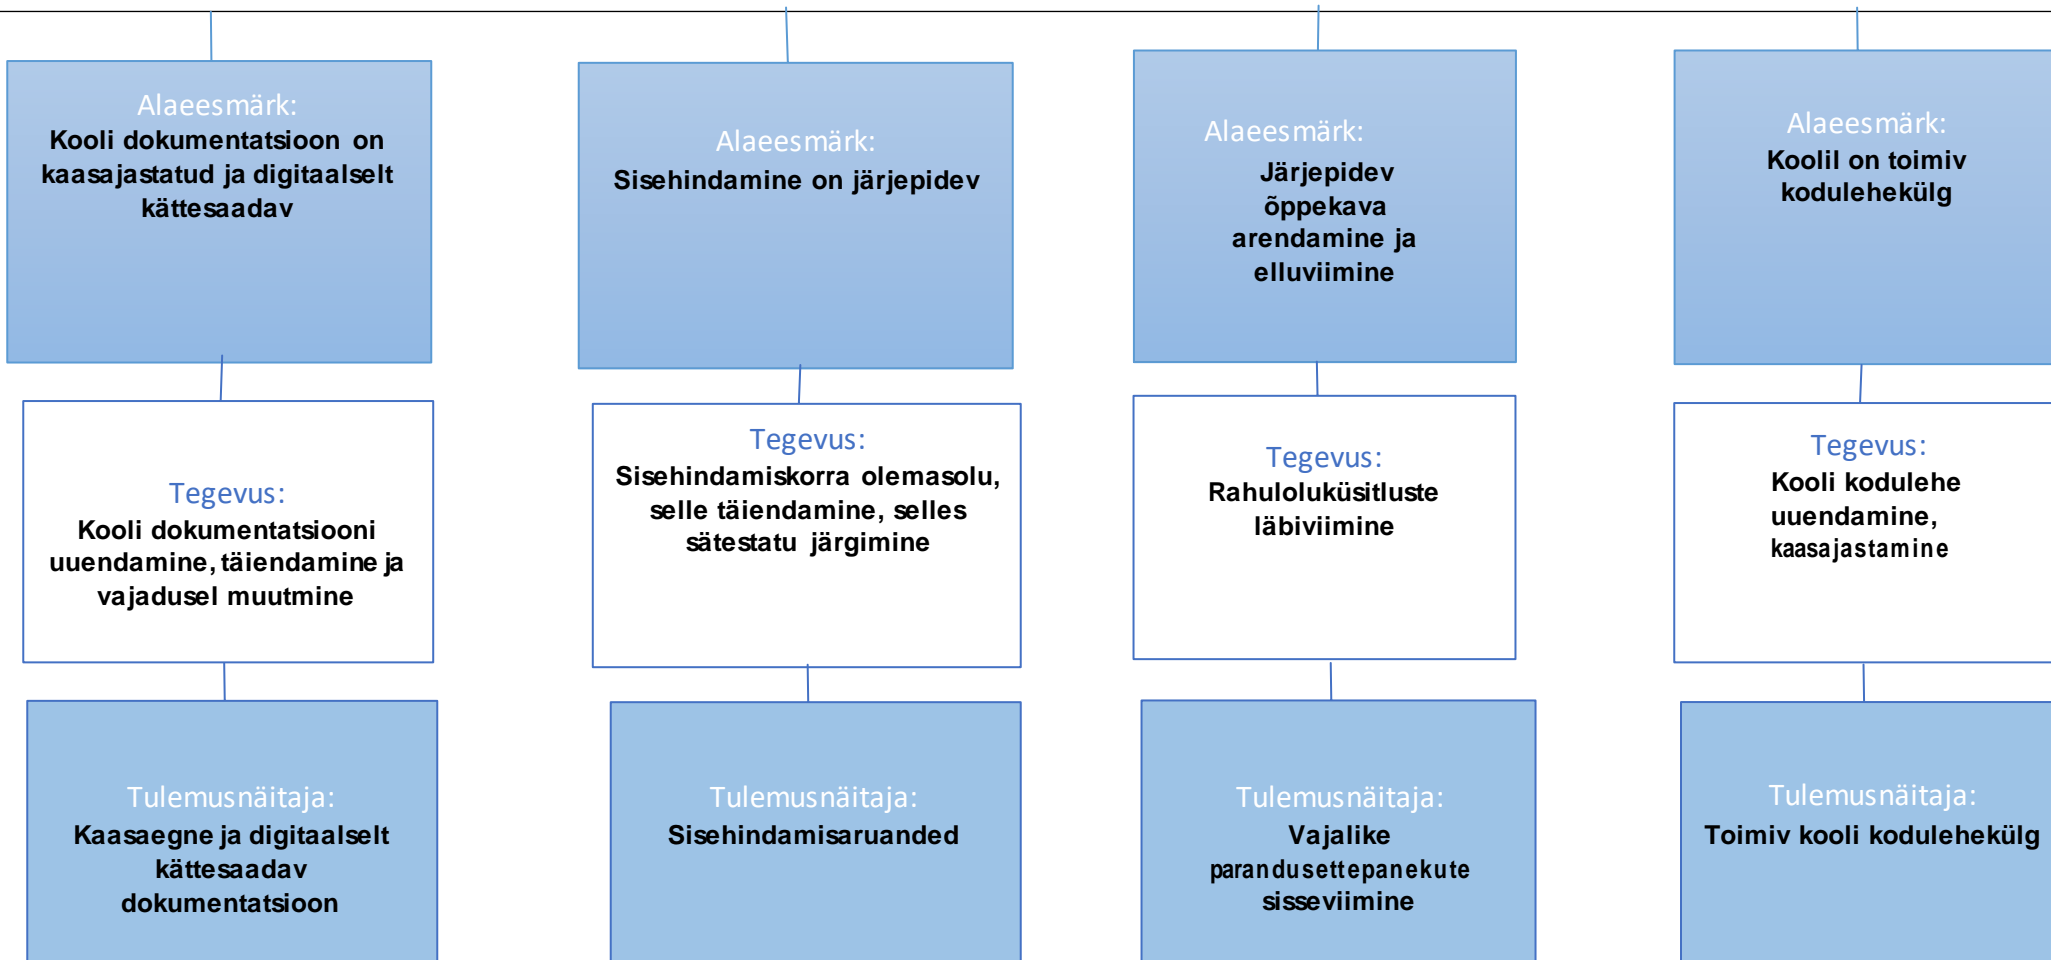 Alaeesmärk:
Kooli dokumentatsioon on
kaasajastatud ja digitaalselt
kättesaadav
Alaeesmärk:
Sisehindamine on järjepidev
Alaeesmärk:
Järjepidev
õppekava
arendamine ja
elluviimine
Alaeesmärk:
Koolil on toimiv
kodulehekülg
Tegevus:
Kooli dokumentatsiooni
uuendamine, täiendamine ja
vajadusel muutmine
Tegevus:
Sisehindamiskorra olemasolu,
selle täiendamine, selles
sätestatu järgimine
Tegevus:
Rahuloluküsitluste
läbiviimine
Tegevus:
Kooli kodulehe
uuendamine,
kaasajastamine
Tulemusnäitaja:
Kaasaegne ja digitaalselt
kättesaadav
dokumentatsioon
Tulemusnäitaja:
Sisehindamisaruanded
Tulemusnäitaja:
Vajalike
parandusettepanekute
sisseviimine
Tulemusnäitaja:
Toimiv kooli kodulehekülg